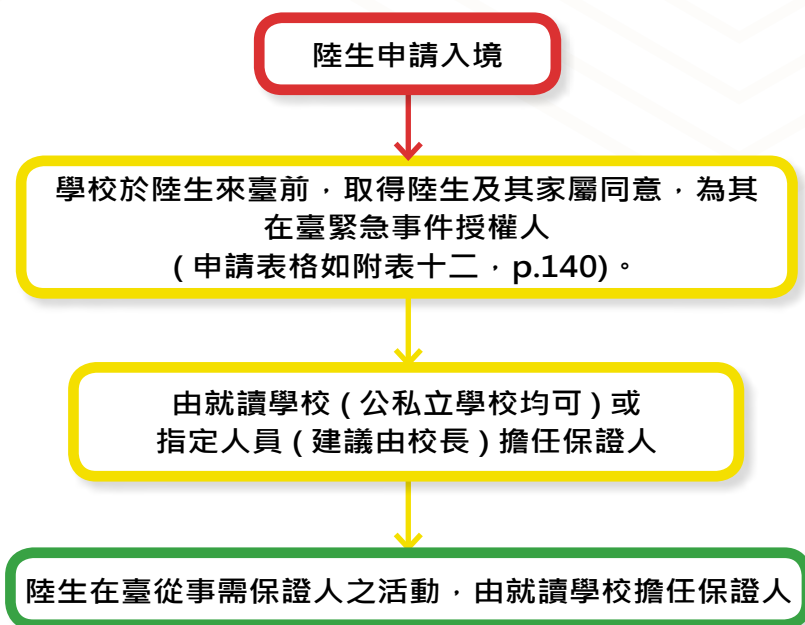 陸生申請入境
學校於陸生來臺前，取得陸生及其家屬同意，為其
在臺緊急事件授權人
( 申請表格如附表十二，p.140)。
由就讀學校 ( 公私立學校均可 ) 或
指定人員 ( 建議由校長 ) 擔任保證人
陸生在臺從事需保證人之活動，由就讀學校擔任保證人